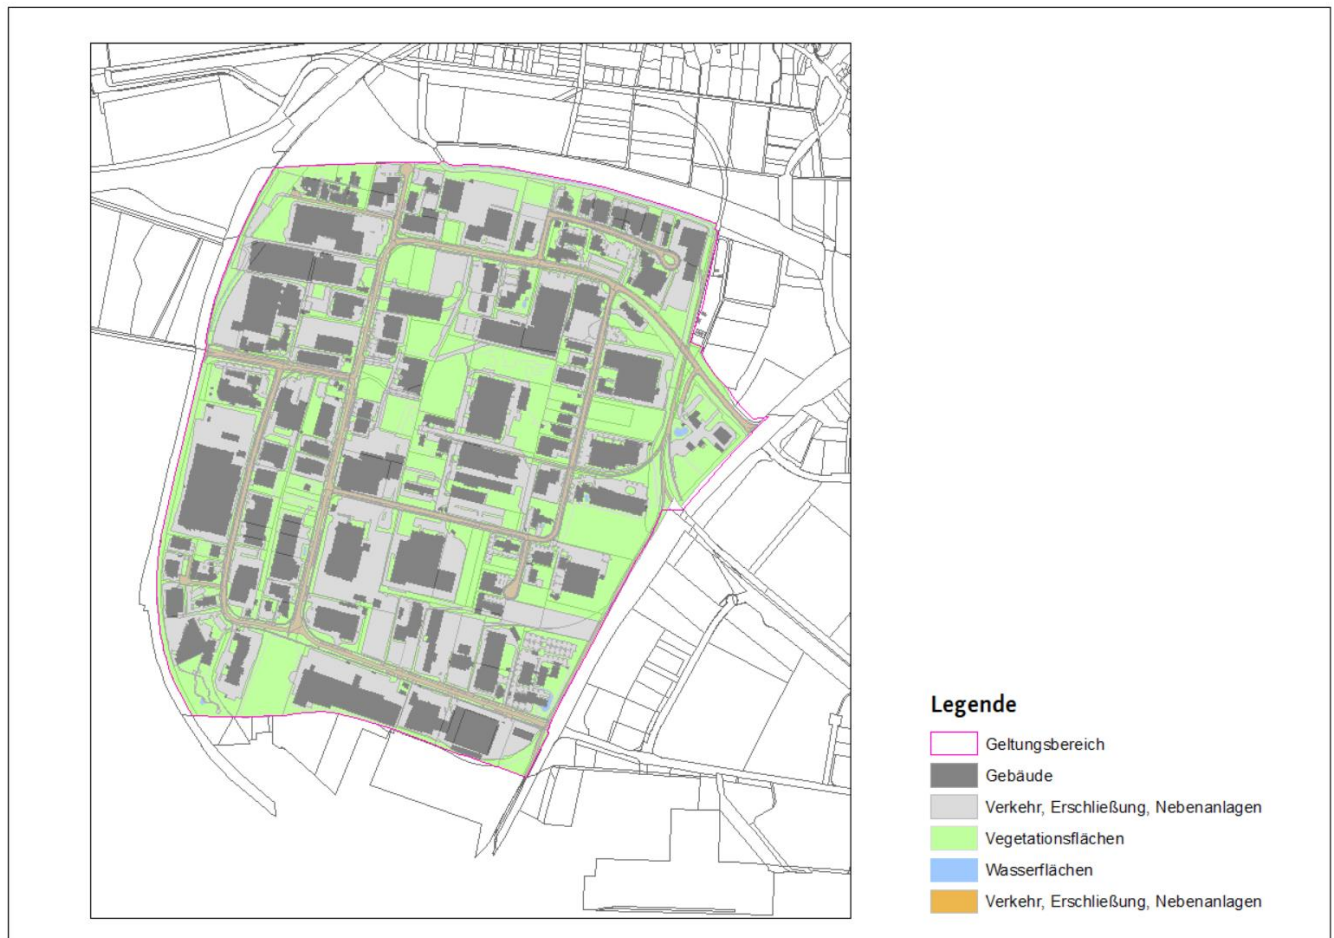 Legende
Geltungsbereich
Gebäude
Verkehr, Erschließung, Nebenanlagen
Vegetationsflächen
Wasserflächen
Verkehr, Erschließung, Nebenanlagen